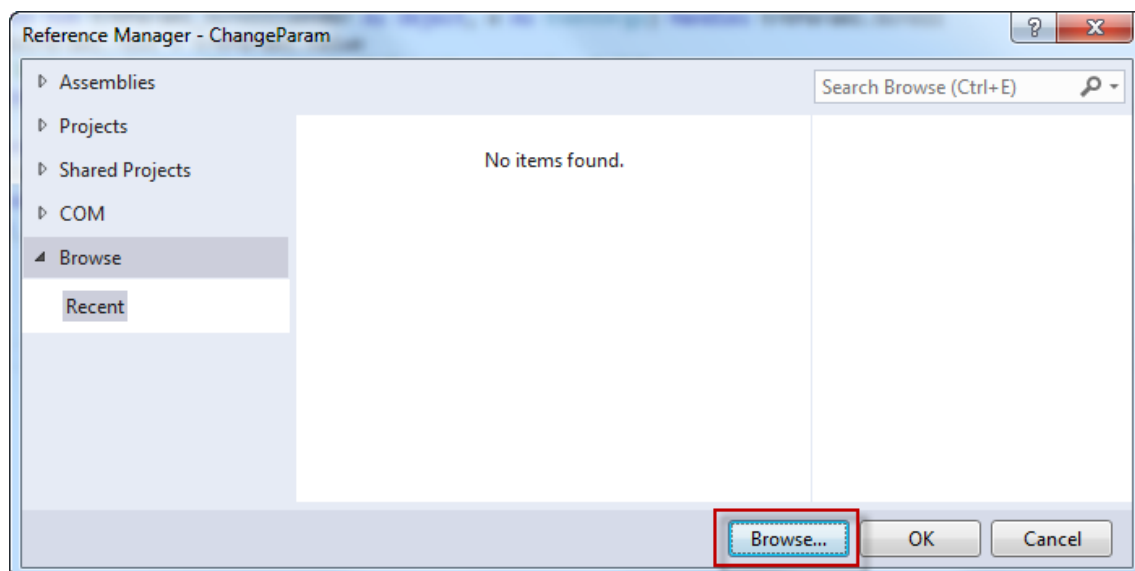 Reference Manager - ChangeParam
?
X
Assemblies
Search Browse (Ctrl+E)
Projects
No items found.
Shared Projects
COM
Browse
Recent
Browse...
OK
Cancel